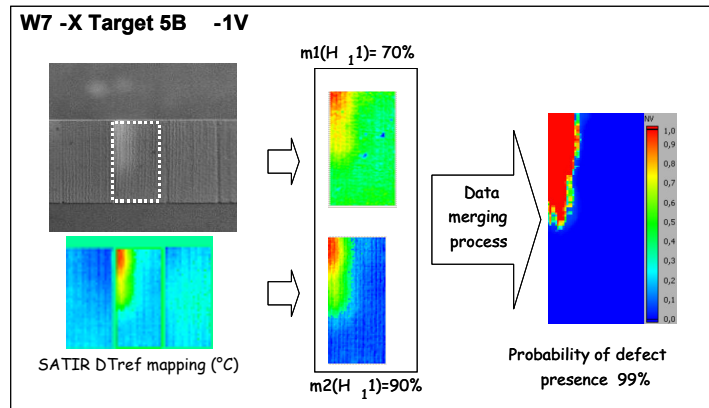 W7 -X Target 5B -1V
m1(H_11)= 70%
SATIR DTref mapping (°C)
m2(H_11)=90%
Data
merging
process
NV
1,0
0,9
0,8
0,7
0,6
0,5
0,4
0,3
0,2
0,1
0,0
Probability of defect
presence 99%